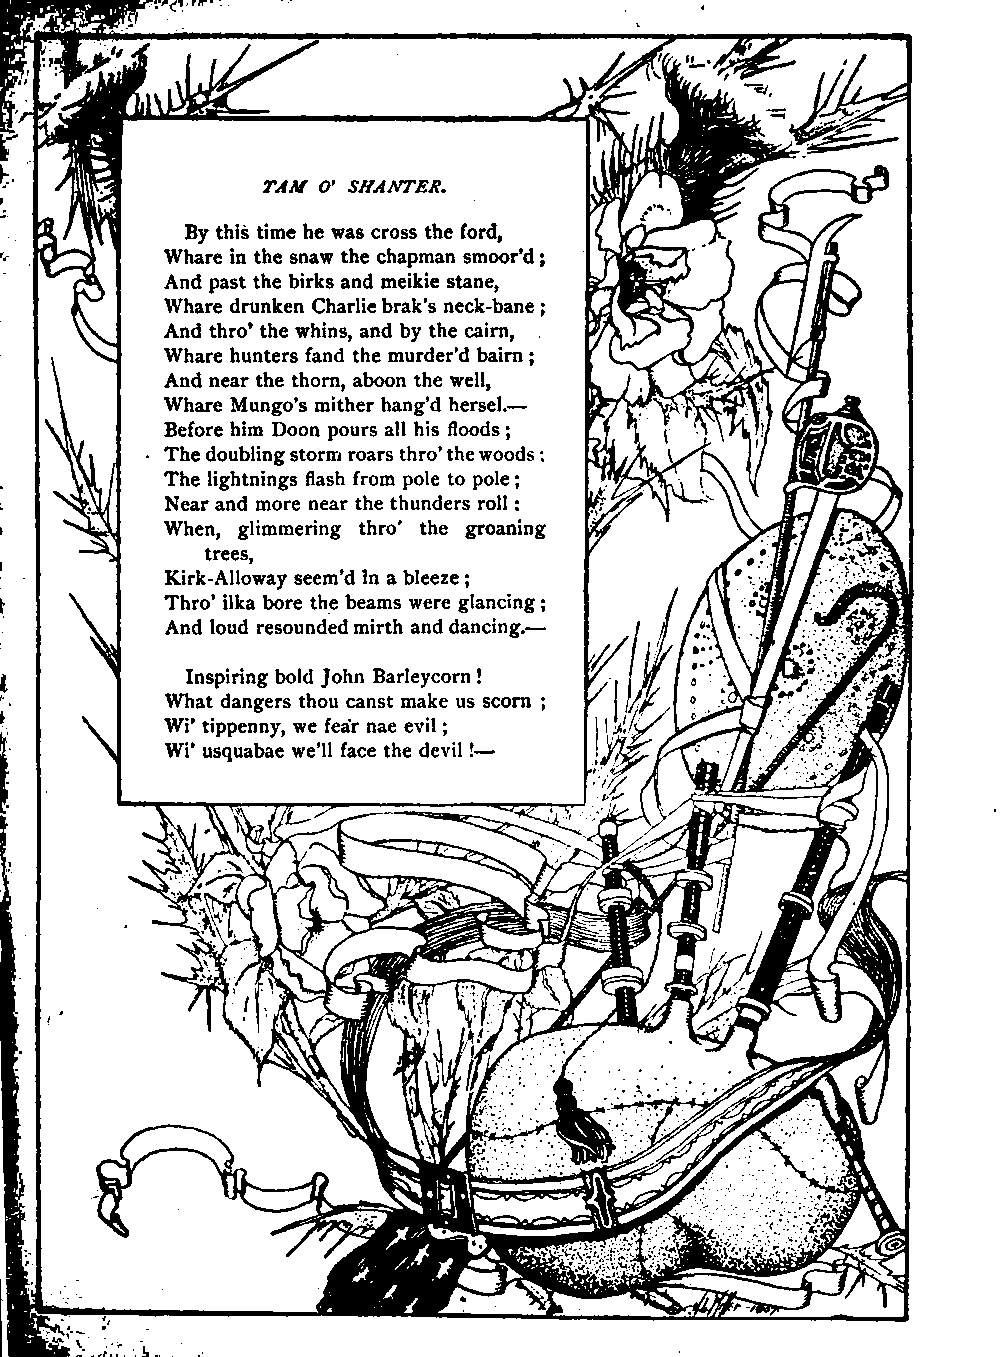 TAM O' SHANTER.
By this time he was cross the ford,
Whare in the snaw the chapman smoor'd ;
And past the birks and meikie stane,
Whare drunken Charlie brak's neck-bane ;
And thro' the whins, and by the cairn,
Whare hunters fand the murder'd bairn ;
And near the thorn, aboon the well,
Whare Mungo's mither hang'd hersel.—
Before him Doon pours all his floods ;
The doubling storm roars thro' the woods :
The lightnings flash from pole to pole ;
Near and more near the thunders roll :
When, glimmering thro' the groaning
trees,
Kirk-Alloway seem'd in a bleeze ;
Thro' ilka bore the beams were glancing ;
And loud resounded mirth and dancing.—
Inspiring bold John Barleycorn !
What dangers thou canst make us scorn ;
Wi' tippenny, we fear nae evil ;
Wi' usquabae we'll face the devil !—